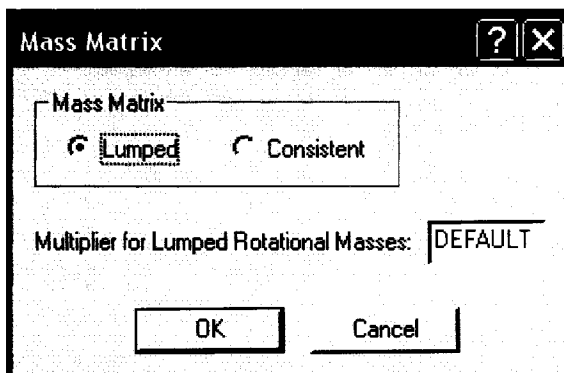 Mass Matrix
Mass Matrix
Lumped Consistent
Multiplier for Lumped Rotational Masses: DEFAULT
OK Cancel